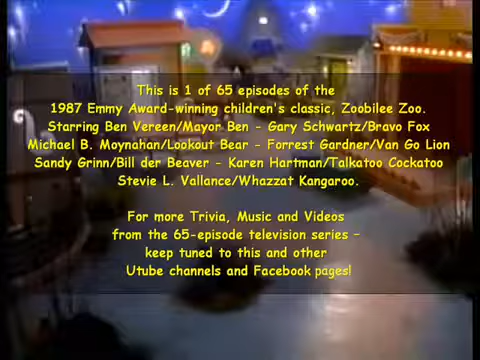 This is 1 of 65 episodes of the
1987 Emmy Award-winning children's classic, Zoobilee Zoo.
Starring Ben Vereen/Mayor Ben - Gary Schwartz/Bravo Fox
Michael B. Moynahan/Lookout Bear - Forrest Gardner/Van Go Lion
Sandy Grinn/Bill der Beaver - Karen Hartman/Talkatoo Cockatoo
Stevie L. Vallance/Whazzat Kangaroo.
For more Trivia, Music and Videos
from the 65-episode television series –
keep tuned to this and other
Utube channels and Facebook pages!